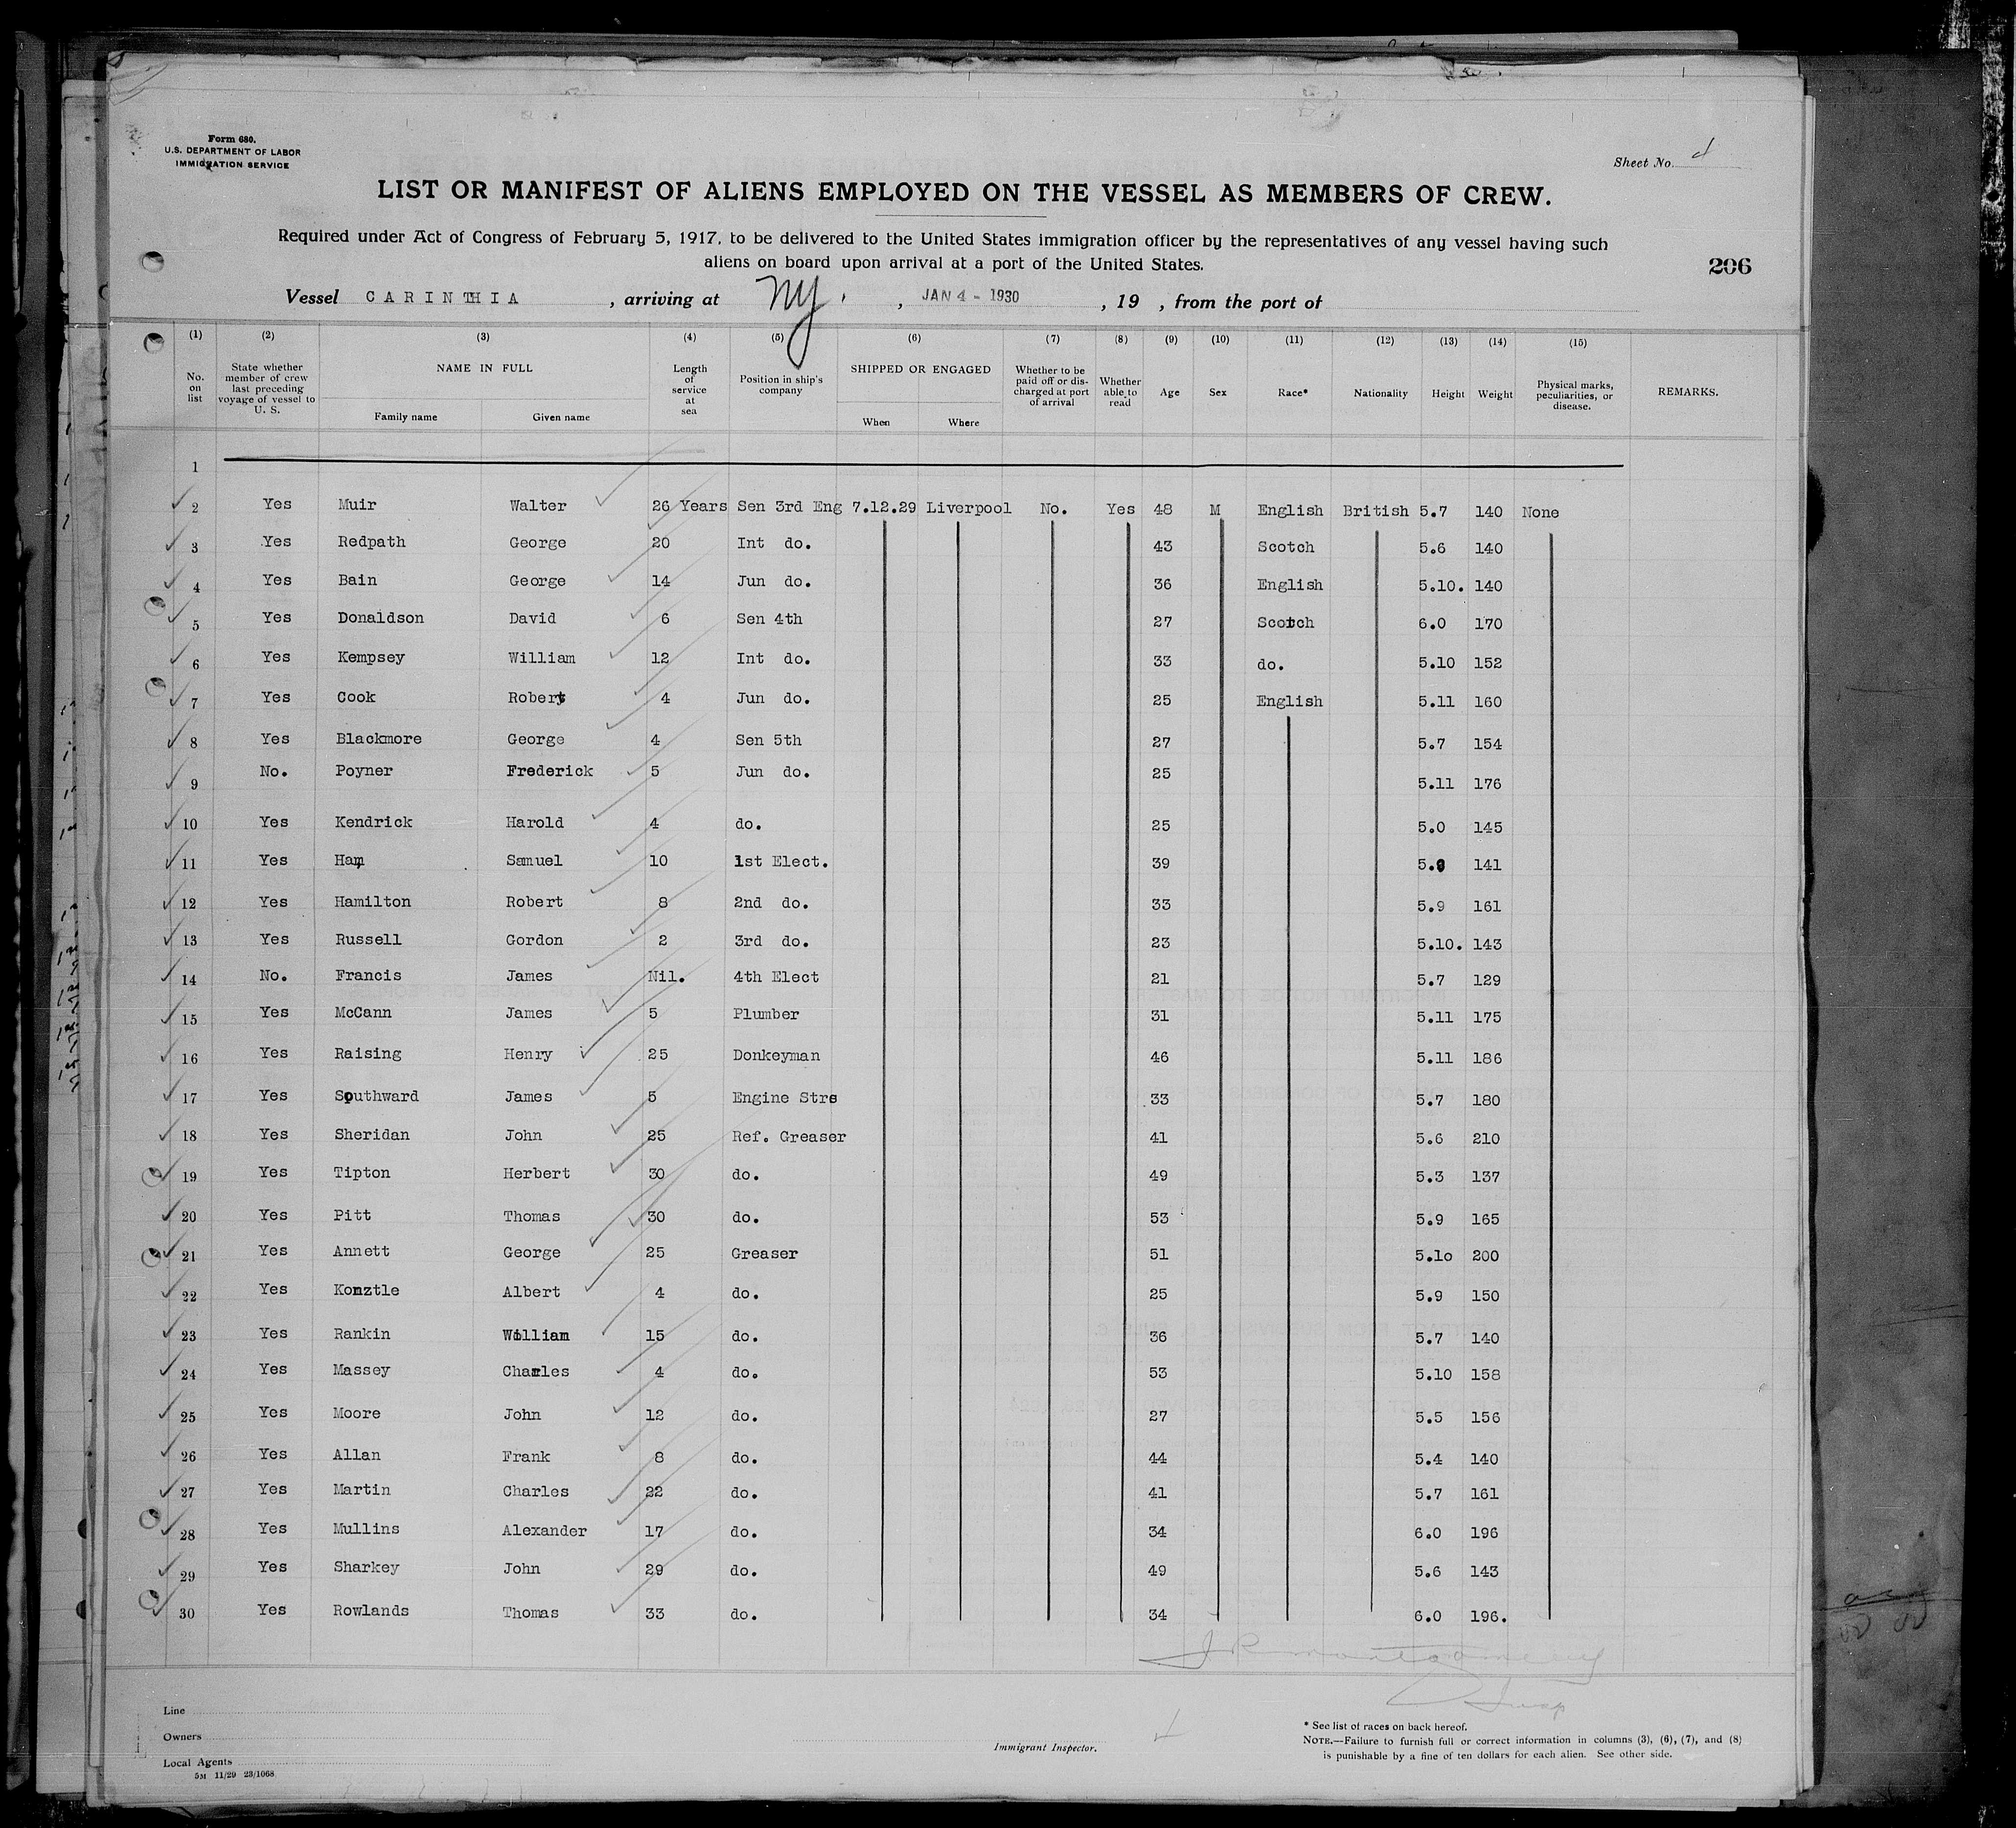 Form 680.
U.S. DEPARTMENT OF LABOR
IMMIGRATION SERVICE
Sheet No. 4
LIST OR MANIFEST OF ALIENS EMPLOYED ON THE VESSEL AS MEMBERS OF CREW.
Required under Act of Congress of February 5, 1917, to be delivered to the United States immigration officer by the representatives of any vessel having such
aliens on board upon arrival at a port of the United States.
206
Vessel CARINTHIA , arriving at NY. , JAN 4 - 1930 , 19 , from the port of
(1) (2) (3) (4) (5) (6) (7) (8) (9) (10) (11) (12) (13) (14) (15)
No. on list State whether member of crew last preceding voyage of vessel to U. S. NAME IN FULL Family name Given name Length of service at sea Position in ship's company SHIPPED OR ENGAGED When Where Whether to be paid off or discharged at port of arrival Whether able to read Age Sex Race* Nationality Height Weight Physical marks, peculiarities, or disease. REMARKS.
1
2 Yes Muir Walter 26 Years Sen 3rd Eng 7.12.29 Liverpool No. Yes 48 M English British 5.7 140 None
3 Yes Redpath George 20 Int do. 43 Scotch 5.6 140
4 Yes Bain George 14 Jun do. 36 English 5.10. 140
5 Yes Donaldson David 6 Sen 4th 27 Scotch 6.0 170
6 Yes Kempsey William 12 Int do. 33 do. 5.10 152
7 Yes Cook Robert 4 Jun do. 25 English 5.11 160
8 Yes Blackmore George 4 Sen 5th 27 5.7 154
9 No. Poyner Frederick 5 Jun do. 25 5.11 176
10 Yes Kendrick Harold 4 do. 25 5.0 145
11 Yes Ham Samuel 10 1st Elect. 39 141
12 Yes Hamilton Robert 8 2nd do. 33 5.9 161
13 Yes Russell Gordon 2 3rd do. 23 5.10. 143
14 No. Francis James Nil. 4th Elect 21 5.7 129
15 Yes McCann James 5 Plumber 31 5.11 175
16 Yes Raising Henry 25 Donkeyman 46 5.11 186
17 Yes Southward James 5 Engine Strs 33 5.7 180
18 Yes Sheridan John 25 Ref. Greaser 41 5.6 210
19 Yes Tipton Herbert 30 do. 49 5.3 137
20 Yes Pitt Thomas 30 do. 53 5.9 165
21 Yes Annett George 25 Greaser 51 5.1o 200
22 Yes Konztle Albert 4 do. 25 5.9 150
23 Yes Rankin William 15 do. 36 5.7 140
24 Yes Massey Charles 4 do. 53 5.10 158
25 Yes Moore John 12 do. 27 5.5 156
26 Yes Allan Frank 8 do. 44 5.4 140
27 Yes Martin Charles 22 do. 41 5.7 161
28 Yes Mullins Alexander 17 do. 34 6.0 196
29 Yes Sharkey John 29 do. 49 5.6 143
30 Yes Rowlands Thomas 33 do. 34 6.0 196.
J R Montgomery
Insp
Line
Owners
Local Agents
5M 11/29 23/1068
Immigrant Inspector.
* See list of races on back hereof.
NOTE.—Failure to furnish full or correct information in columns (3), (6), (7), and (8)
is punishable by a fine of ten dollars for each alien. See other side.